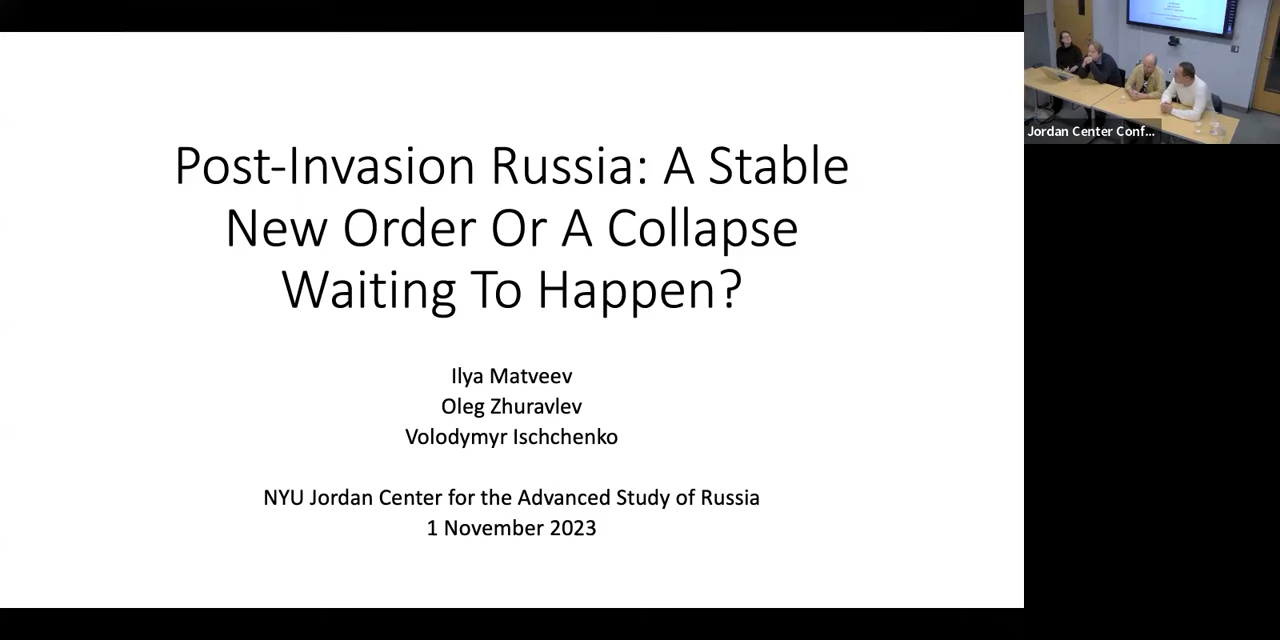 Post-Invasion Russia: A Stable
New Order Or A Collapse
Waiting To Happen?
Ilya Matveev
Oleg Zhuravlev
Volodymyr Ischchenko
NYU Jordan Center for the Advanced Study of Russia
1 November 2023
Jordan Center Conf...